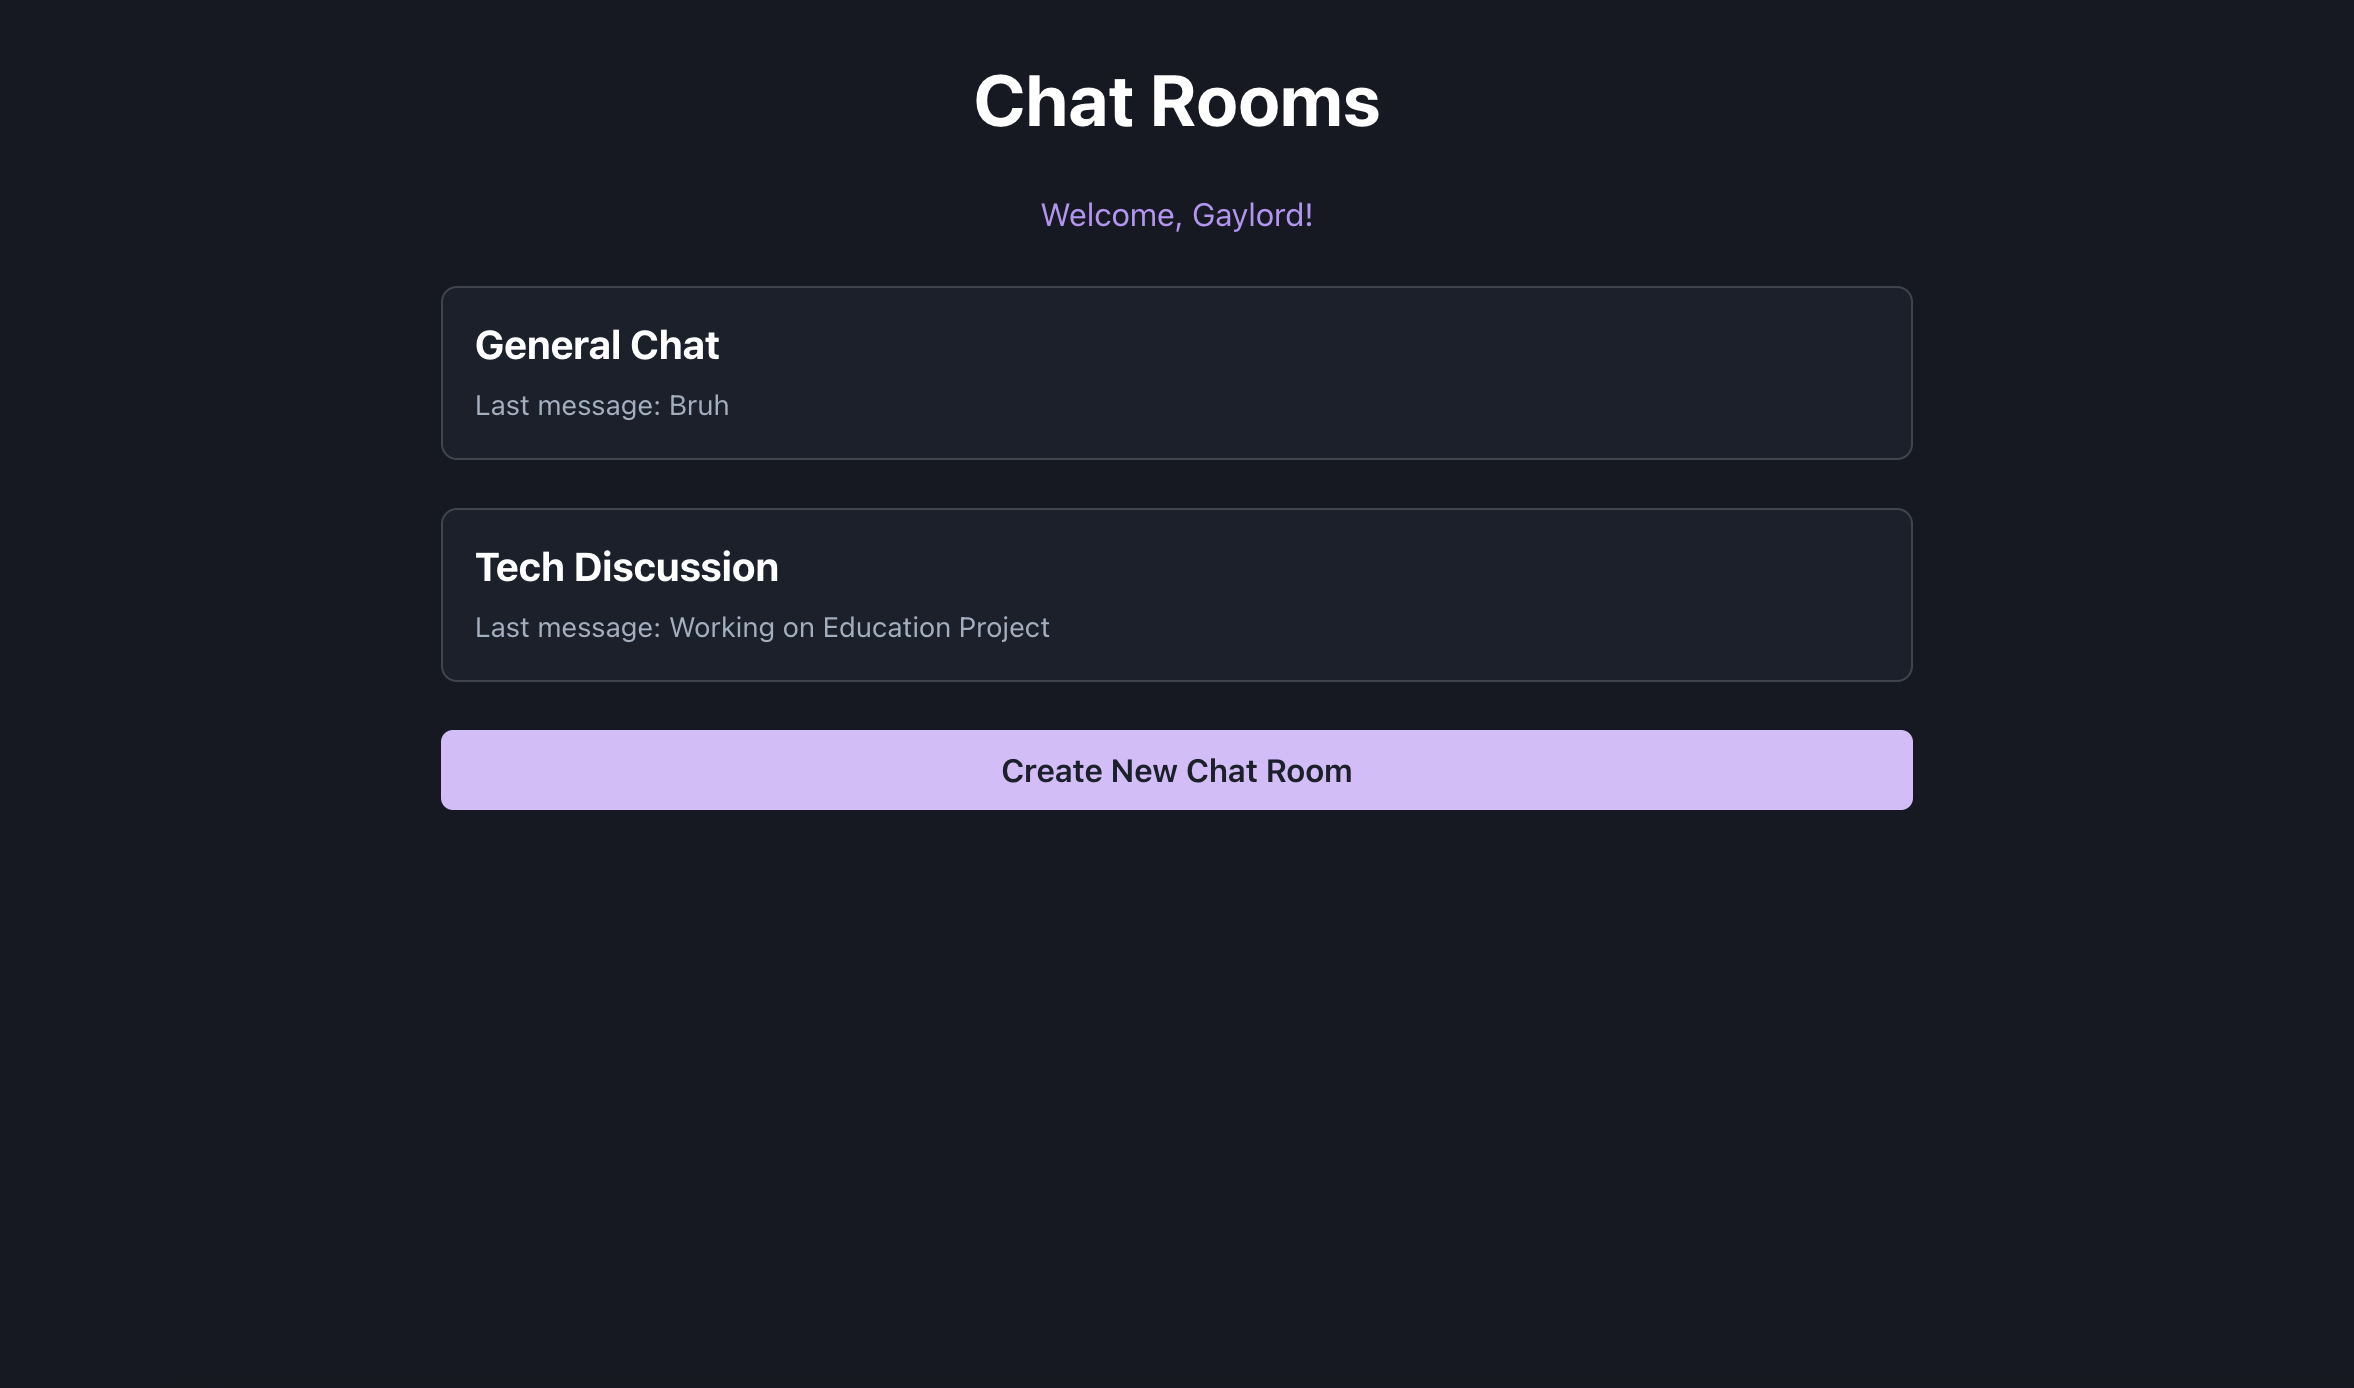 Chat Rooms
Welcome, Gaylord!
General Chat
Last message: Bruh
Tech Discussion
Last message: Working on Education Project
Create New Chat Room